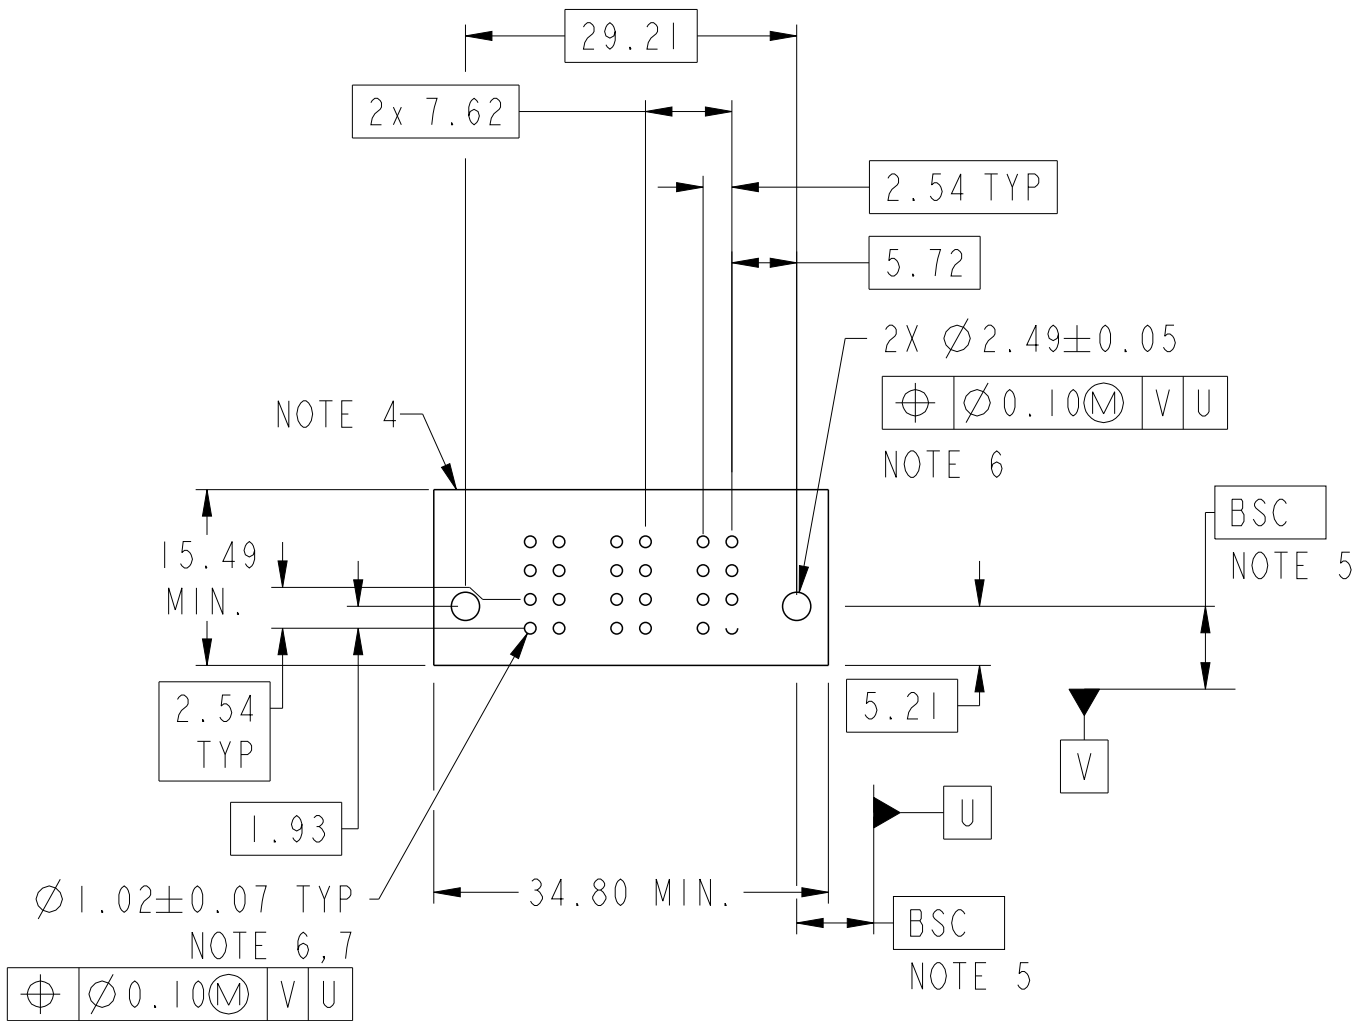 29.21
2x 7.62
2.54 TYP
5.72
2X ∅2.49±0.05
⌖ ∅0.10Ⓜ V U
NOTE 6
NOTE 4
BSC
NOTE 5
15.49
MIN.
2.54
TYP
5.21
V
1.93
U
∅1.02±0.07 TYP
NOTE 6,7
⌖ ∅0.10Ⓜ V U
34.80 MIN.
BSC
NOTE 5